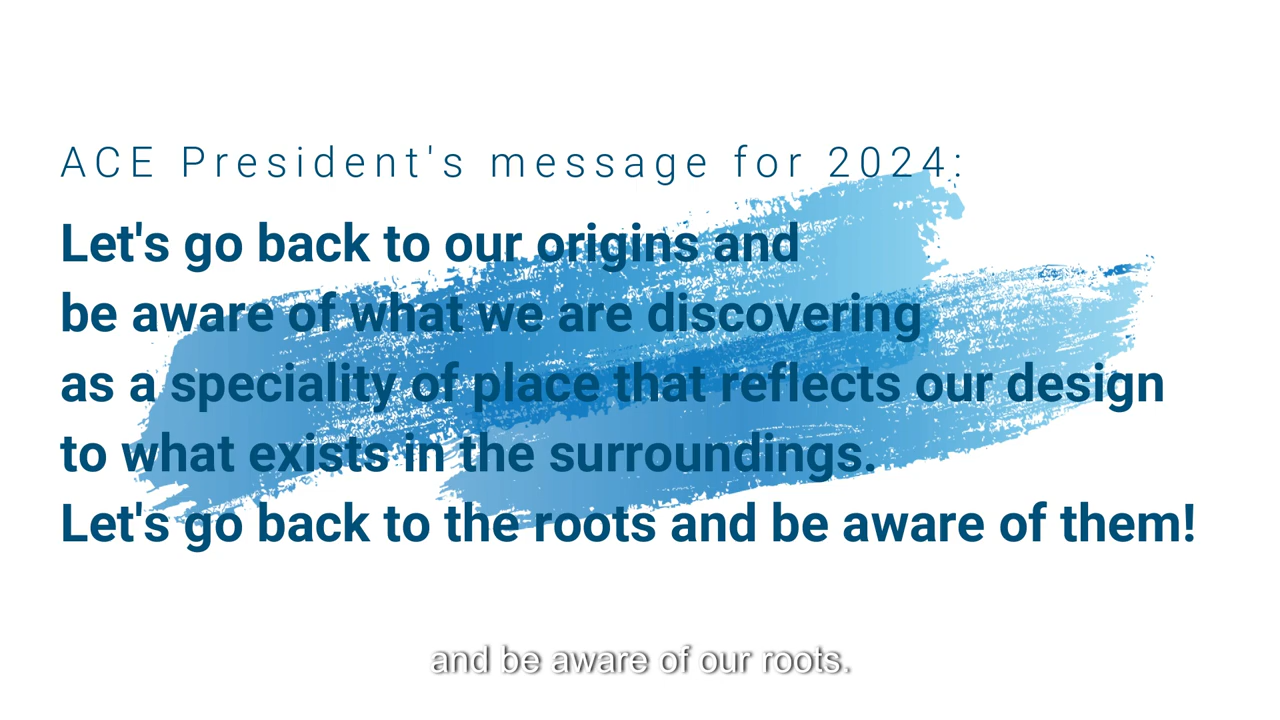 ACE President's message for 2024:
Let's go back to our origins and
be aware of what we are discovering
as a speciality of place that reflects our design
to what exists in the surroundings.
Let's go back to the roots and be aware of them!
and be aware of our roots.